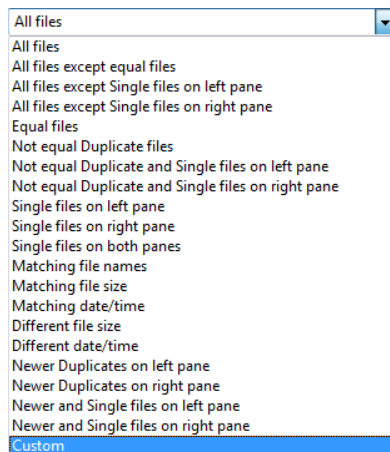 All files
All files
All files except equal files
All files except Single files on left pane
All files except Single files on right pane
Equal files
Not equal Duplicate files
Not equal Duplicate and Single files on left pane
Not equal Duplicate and Single files on right pane
Single files on left pane
Single files on right pane
Single files on both panes
Matching file names
Matching file size
Matching date/time
Different file size
Different date/time
Newer Duplicates on left pane
Newer Duplicates on right pane
Newer and Single files on left pane
Newer and Single files on right pane
Custom